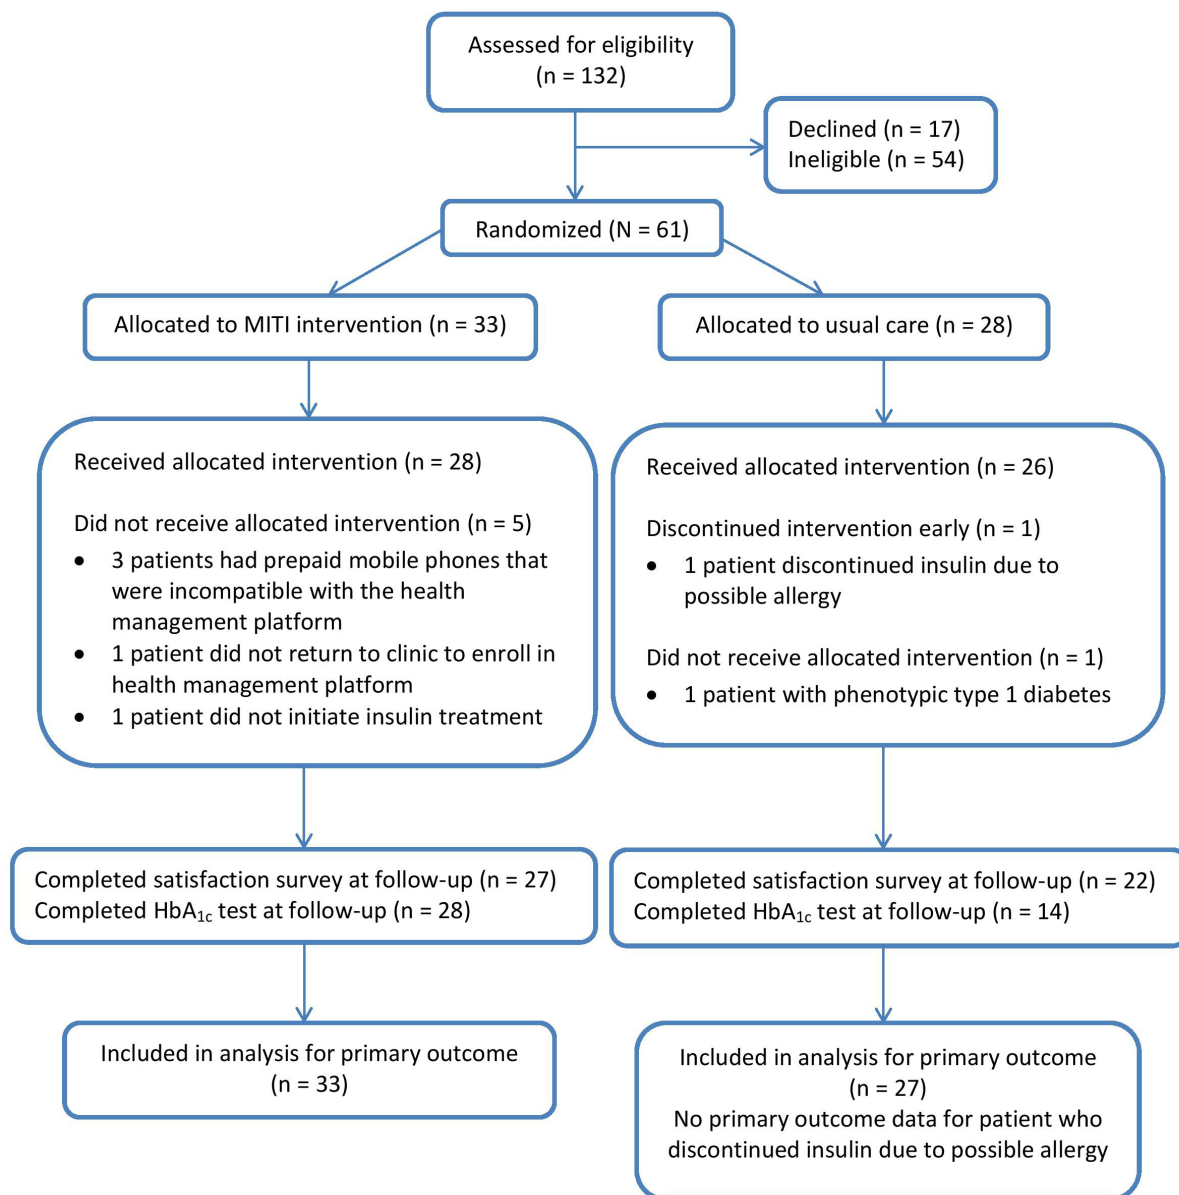 Assessed for eligibility
(n = 132)
Declined (n = 17)
Ineligible (n = 54)
Randomized (N = 61)
Allocated to MITI intervention (n = 33)
Allocated to usual care (n = 28)
Received allocated intervention (n = 28)
Did not receive allocated intervention (n = 5)
• 3 patients had prepaid mobile phones that
were incompatible with the health
management platform
• 1 patient did not return to clinic to enroll in
health management platform
• 1 patient did not initiate insulin treatment
Received allocated intervention (n = 26)
Discontinued intervention early (n = 1)
• 1 patient discontinued insulin due to
possible allergy
Did not receive allocated intervention (n = 1)
• 1 patient with phenotypic type 1 diabetes
Completed satisfaction survey at follow-up (n = 27)
Completed HbA1c test at follow-up (n = 28)
Completed satisfaction survey at follow-up (n = 22)
Completed HbA1c test at follow-up (n = 14)
Included in analysis for primary outcome
(n = 33)
Included in analysis for primary outcome
(n = 27)
No primary outcome data for patient who
discontinued insulin due to possible allergy